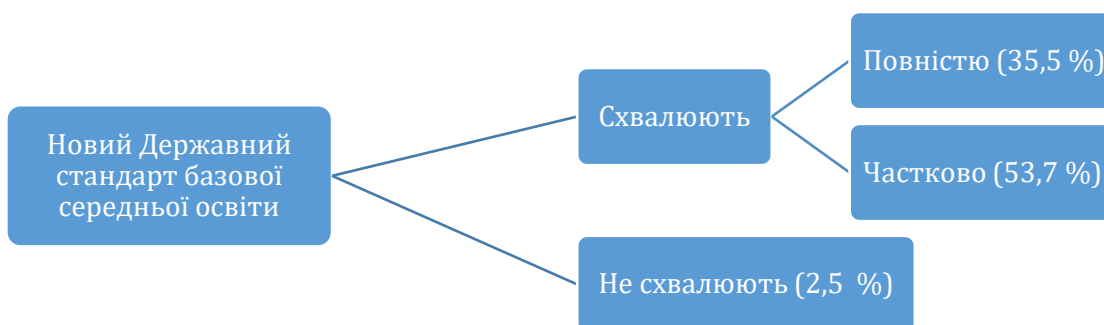 Новий Державний
стандарт базової
середньої освіти
Схвалюють
Повністю (35,5 %)
Частково (53,7 %)
Не схвалюють (2,5 %)